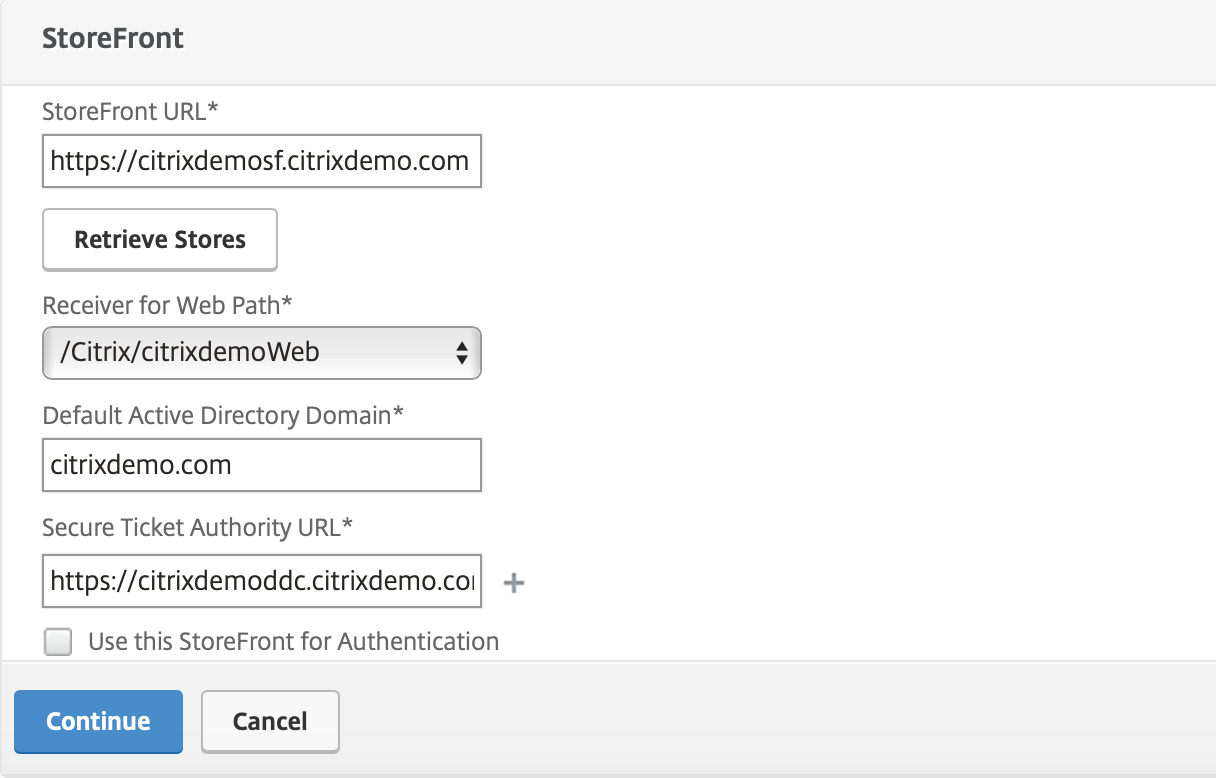 StoreFront
StoreFront URL*
https://citrixdemosf.citrixdemo.com
Retrieve Stores
Receiver for Web Path*
/Citrix/citrixdemoWeb
Default Active Directory Domain*
citrixdemo.com
Secure Ticket Authority URL*
https://citrixdemoddc.citrixdemo.co
Use this StoreFront for Authentication
Continue
Cancel